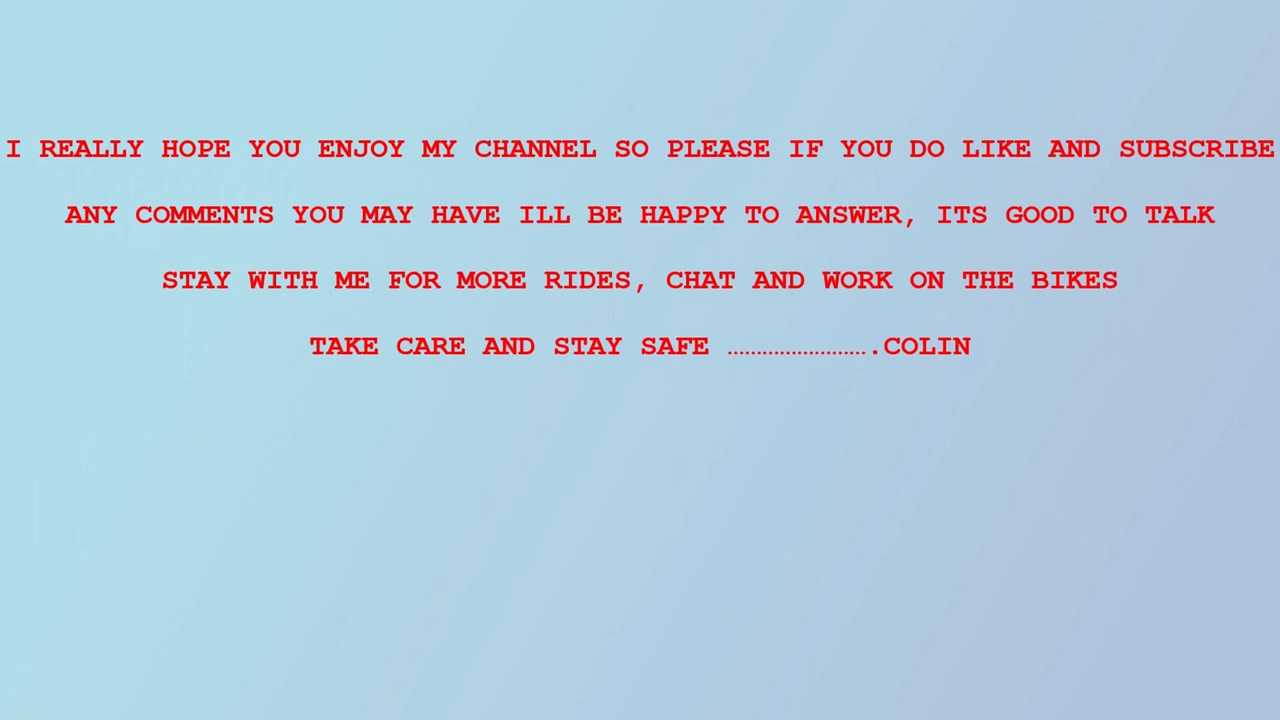 I REALLY HOPE YOU ENJOY MY CHANNEL SO PLEASE IF YOU DO LIKE AND SUBSCRIBE
ANY COMMENTS YOU MAY HAVE ILL BE HAPPY TO ANSWER, ITS GOOD TO TALK
STAY WITH ME FOR MORE RIDES, CHAT AND WORK ON THE BIKES
TAKE CARE AND STAY SAFE …………………….COLIN